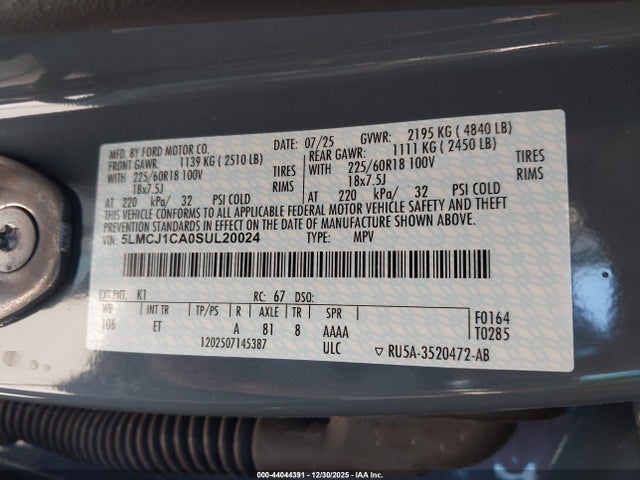 MFD. BY FORD MOTOR CO. DATE: 07/25 GVWR: 2195 KG ( 4840 LB)
FRONT GAWR: 1139 KG ( 2510 LB) REAR GAWR: 1111 KG ( 2450 LB)
WITH 225/60R18 100V TIRES WITH 225/60R18 100V TIRES
18x7.5J RIMS 18x7.5J RIMS
AT 220 kPa/ 32 PSI COLD AT 220 kPa/ 32 PSI COLD
THIS VEHICLE CONFORMS TO ALL APPLICABLE FEDERAL MOTOR VEHICLE SAFETY AND THEFT
PREVENTION STANDARDS IN EFFECT ON THE DATE OF MANUFACTURE SHOWN ABOVE.
VIN: 5LMCJ1CA0SUL20024 TYPE: MPV
EXT PNT: K1 RC: 67 DSO:
WB INT TR TP/PS R AXLE TR SPR F0164
106 ET A 81 8 AAAA T0285
1202507145387 ULC ▽ RU5A-3520472-AB
000-44044391 - 12/30/2025 - IAA Inc.